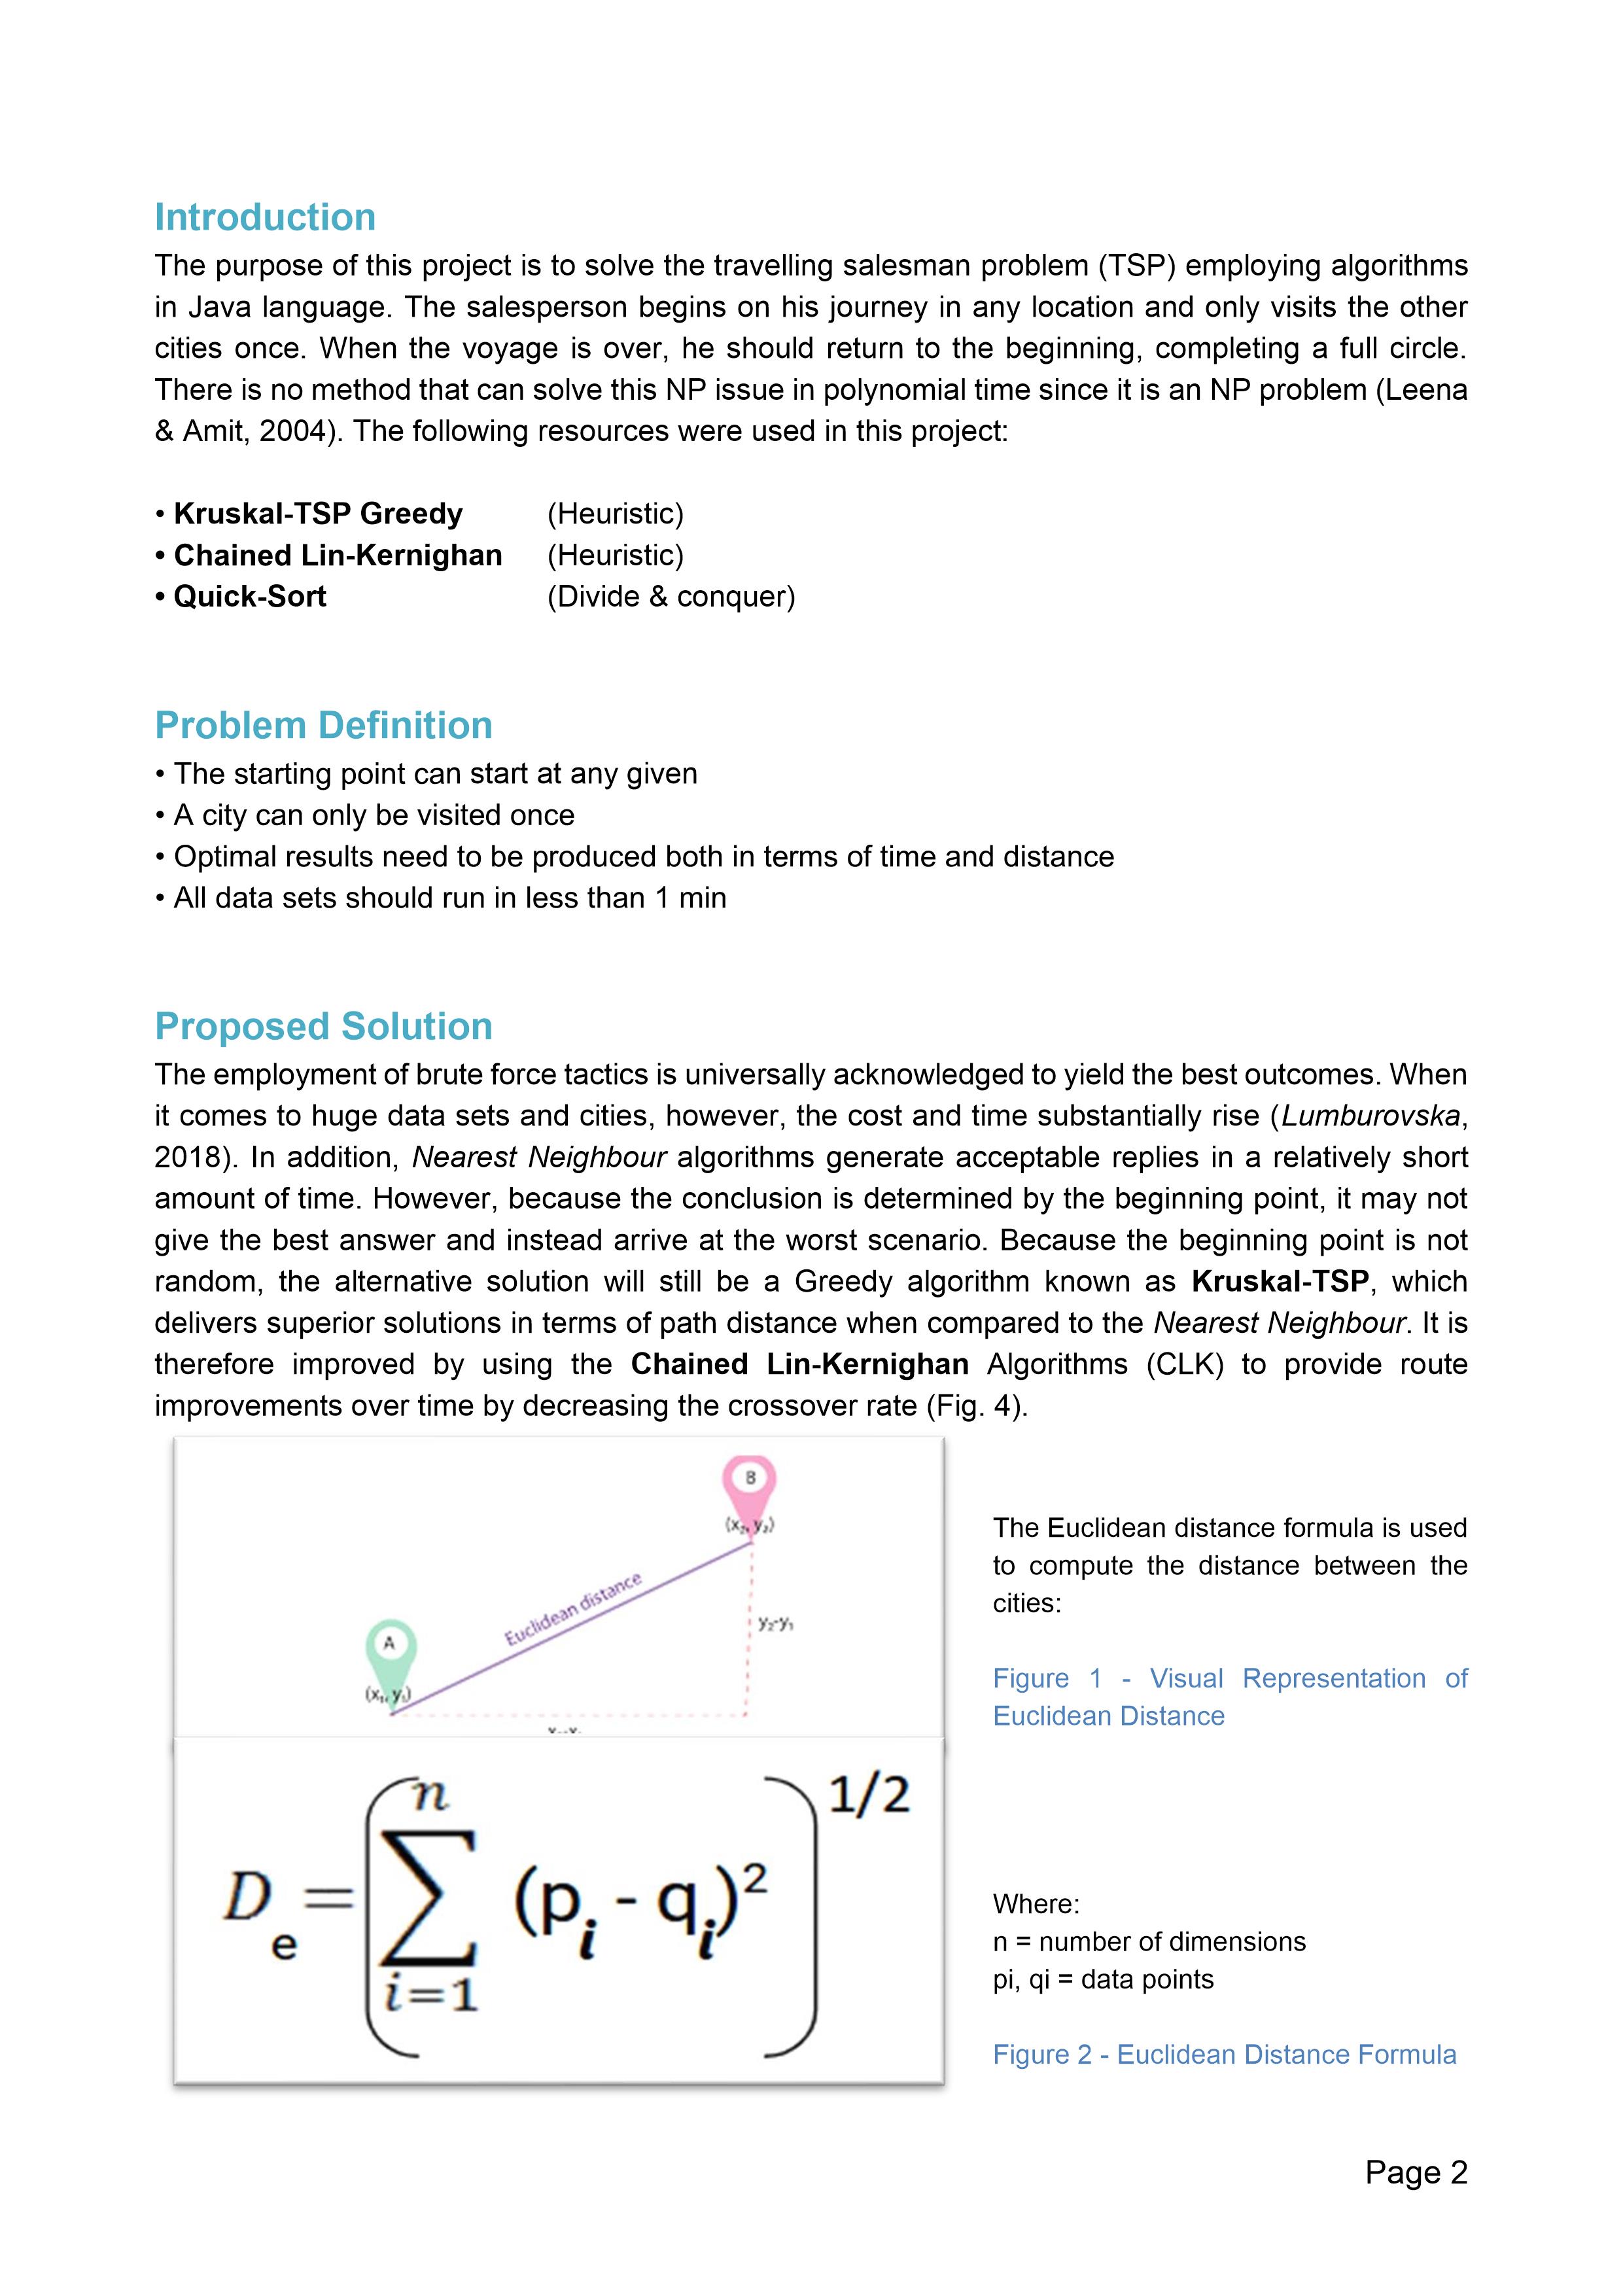 Introduction
The purpose of this project is to solve the travelling salesman problem (TSP) employing algorithms
in Java language. The salesperson begins on his journey in any location and only visits the other
cities once. When the voyage is over, he should return to the beginning, completing a full circle.
There is no method that can solve this NP issue in polynomial time since it is an NP problem (Leena
& Amit, 2004). The following resources were used in this project:
• Kruskal-TSP Greedy (Heuristic)
• Chained Lin-Kernighan (Heuristic)
• Quick-Sort (Divide & conquer)
Problem Definition
• The starting point can start at any given
• A city can only be visited once
• Optimal results need to be produced both in terms of time and distance
• All data sets should run in less than 1 min
Proposed Solution
The employment of brute force tactics is universally acknowledged to yield the best outcomes. When
it comes to huge data sets and cities, however, the cost and time substantially rise (Lumburovska,
2018). In addition, Nearest Neighbour algorithms generate acceptable replies in a relatively short
amount of time. However, because the conclusion is determined by the beginning point, it may not
give the best answer and instead arrive at the worst scenario. Because the beginning point is not
random, the alternative solution will still be a Greedy algorithm known as Kruskal-TSP, which
delivers superior solutions in terms of path distance when compared to the Nearest Neighbour. It is
therefore improved by using the Chained Lin-Kernighan Algorithms (CLK) to provide route
improvements over time by decreasing the crossover rate (Fig. 4).
B
(x₂, y₂)
Euclidean distance
y₂-y₁
A
(x₁, y₁)
The Euclidean distance formula is used
to compute the distance between the
cities:
Figure 1 - Visual Representation of
Euclidean Distance
D_e = (∑_{i=1}^{n} (p_i - q_i)²)^{1/2}
Where:
n = number of dimensions
pi, qi = data points
Figure 2 - Euclidean Distance Formula
Page 2